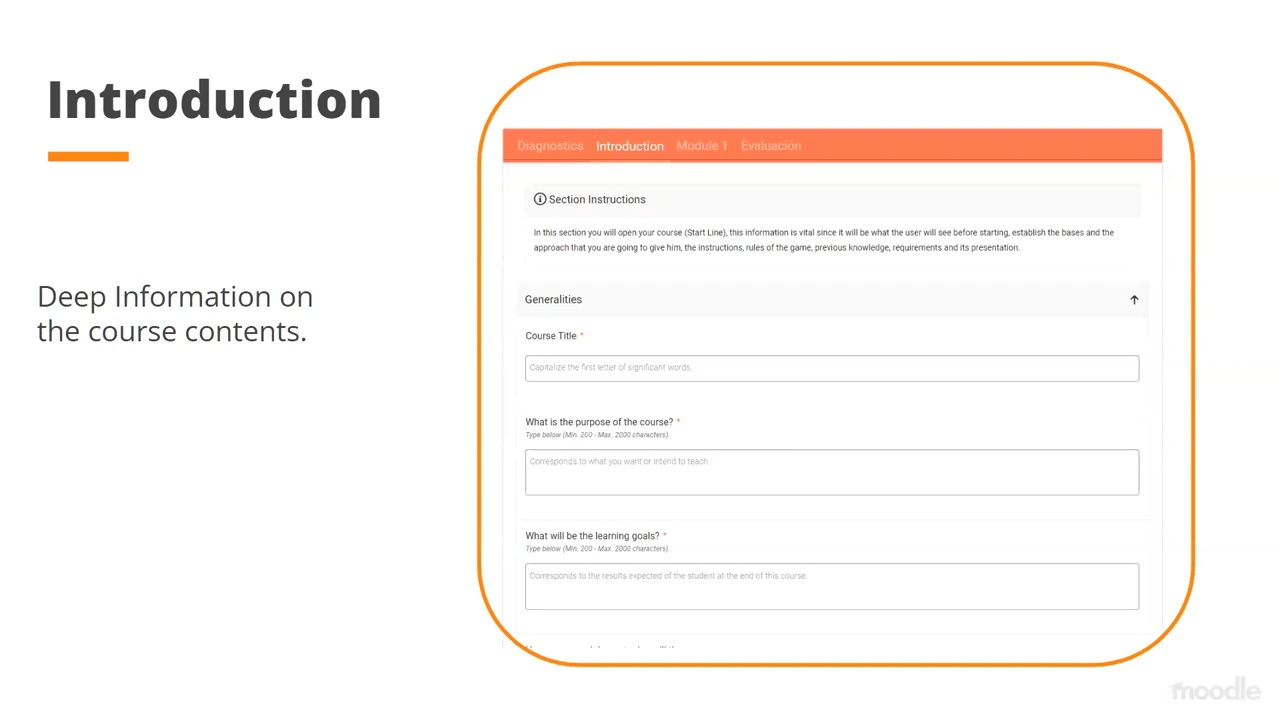 Introduction
Deep Information on
the course contents.
Diagnostics Introduction Module 1 Evaluación
Section Instructions
In this section you will open your course (Start Line), this information is vital since it will be what the user will see before starting, establish the bases and the
approach that you are going to give him, the instructions, rules of the game, previous knowledge, requirements and its presentation.
Generalities
Course Title *
Capitalize the first letter of significant words.
What is the purpose of the course? *
Type below (Min. 200 - Max. 2000 characters).
Corresponds to what you want or intend to teach
What will be the learning goals? *
Type below (Min. 200 - Max. 2000 characters).
Corresponds to the results expected of the student at the end of this course.
moodle